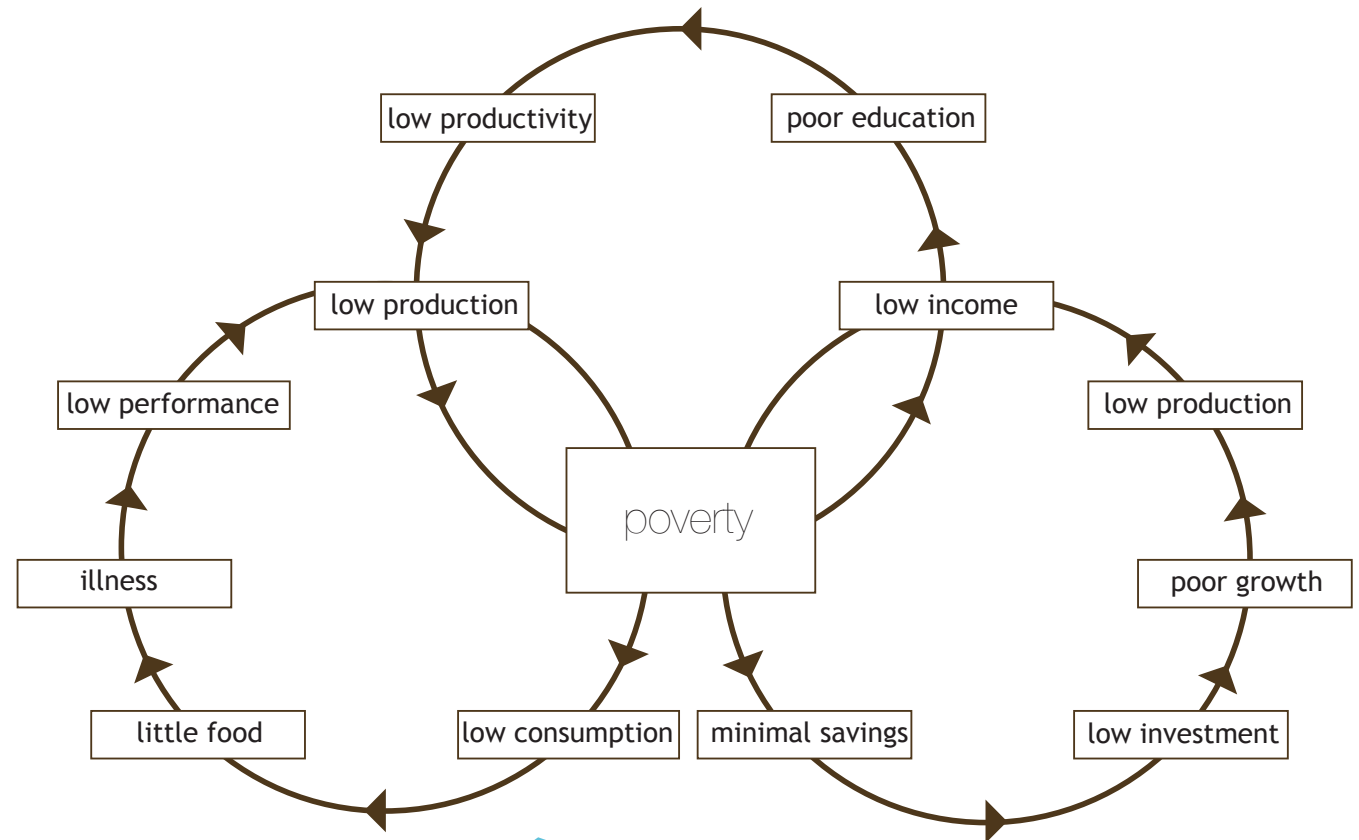 low productivity
poor education
low production
low income
low performance
low production
poverty
illness
poor growth
little food
low consumption
minimal savings
low investment